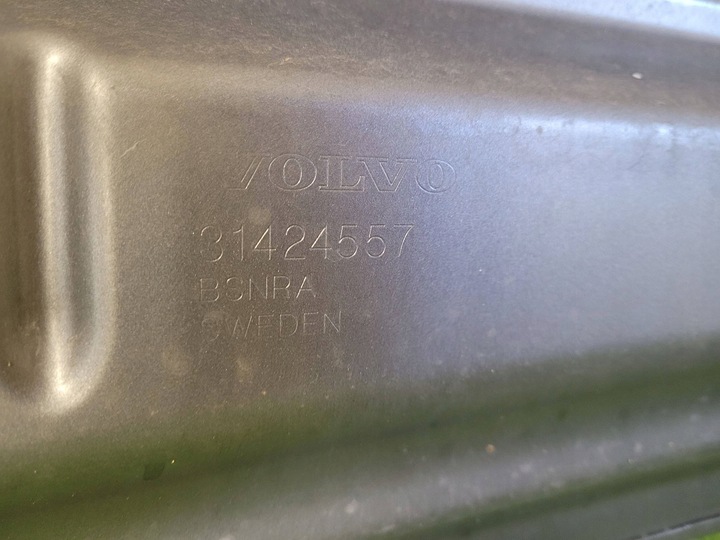 VOLVO
31424557
BSNRA
SWEDEN